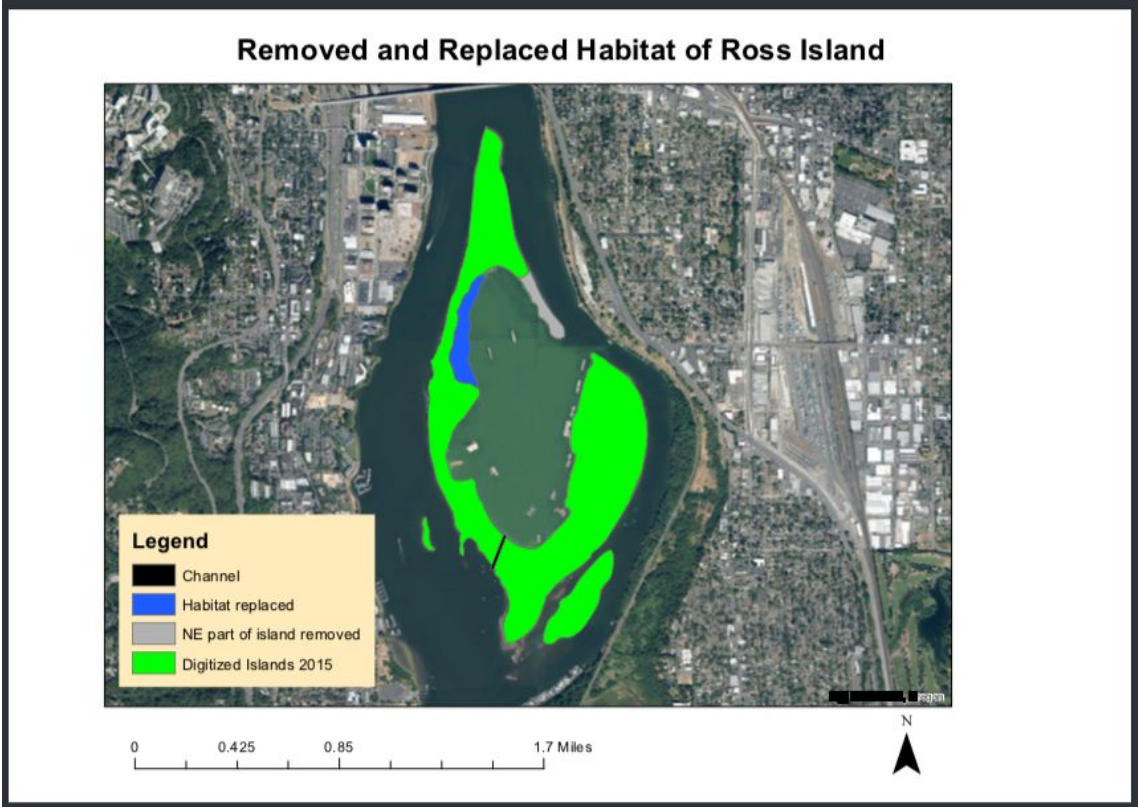 Removed and Replaced Habitat of Ross Island
Legend
Channel
Habitat replaced
NE part of island removed
Digitized Islands 2015
0 0.425 0.85 1.7 Miles
N